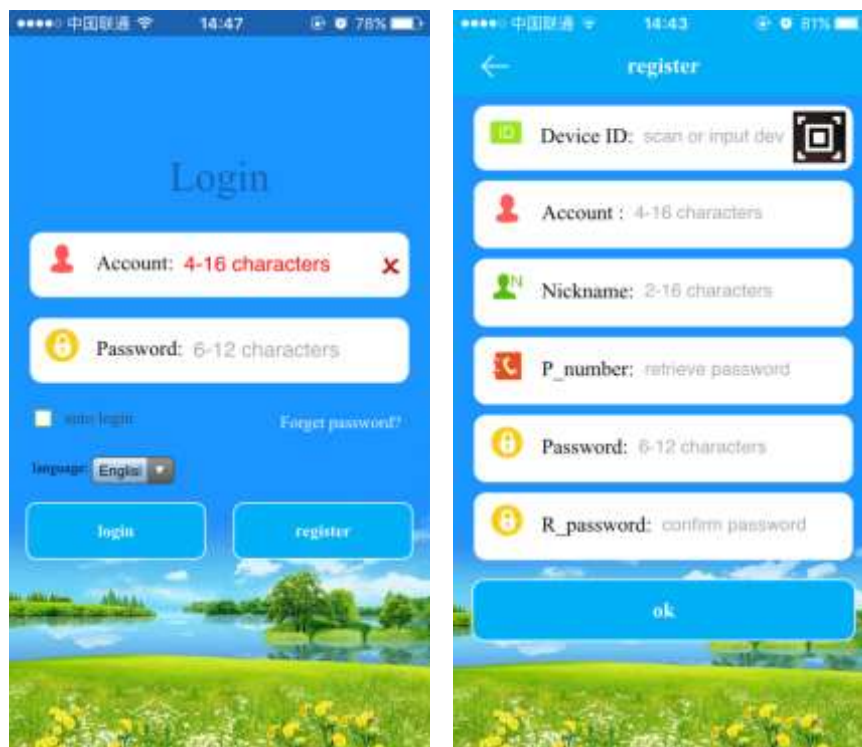 中国联通 14:47 78%
Login
Account: 4-16 characters
Password: 6-12 characters
auto login Forget password?
language: Englisl
login register
中国联通 14:43 81%
register
ID Device ID: scan or input dev
Account : 4-16 characters
N Nickname: 2-16 characters
P_number: retrieve password
Password: 6-12 characters
R_password: confirm password
ok